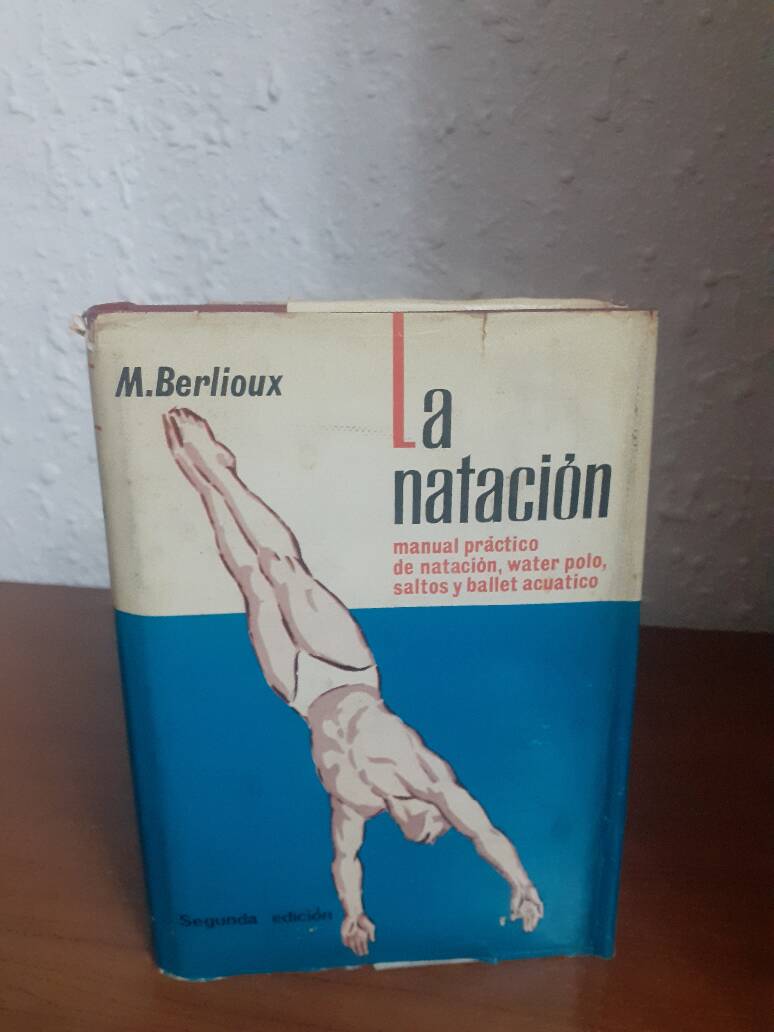 M.Berlioux
La
natación
manual práctico
de natación, water polo,
saltos y ballet acuatico
Segunda edición